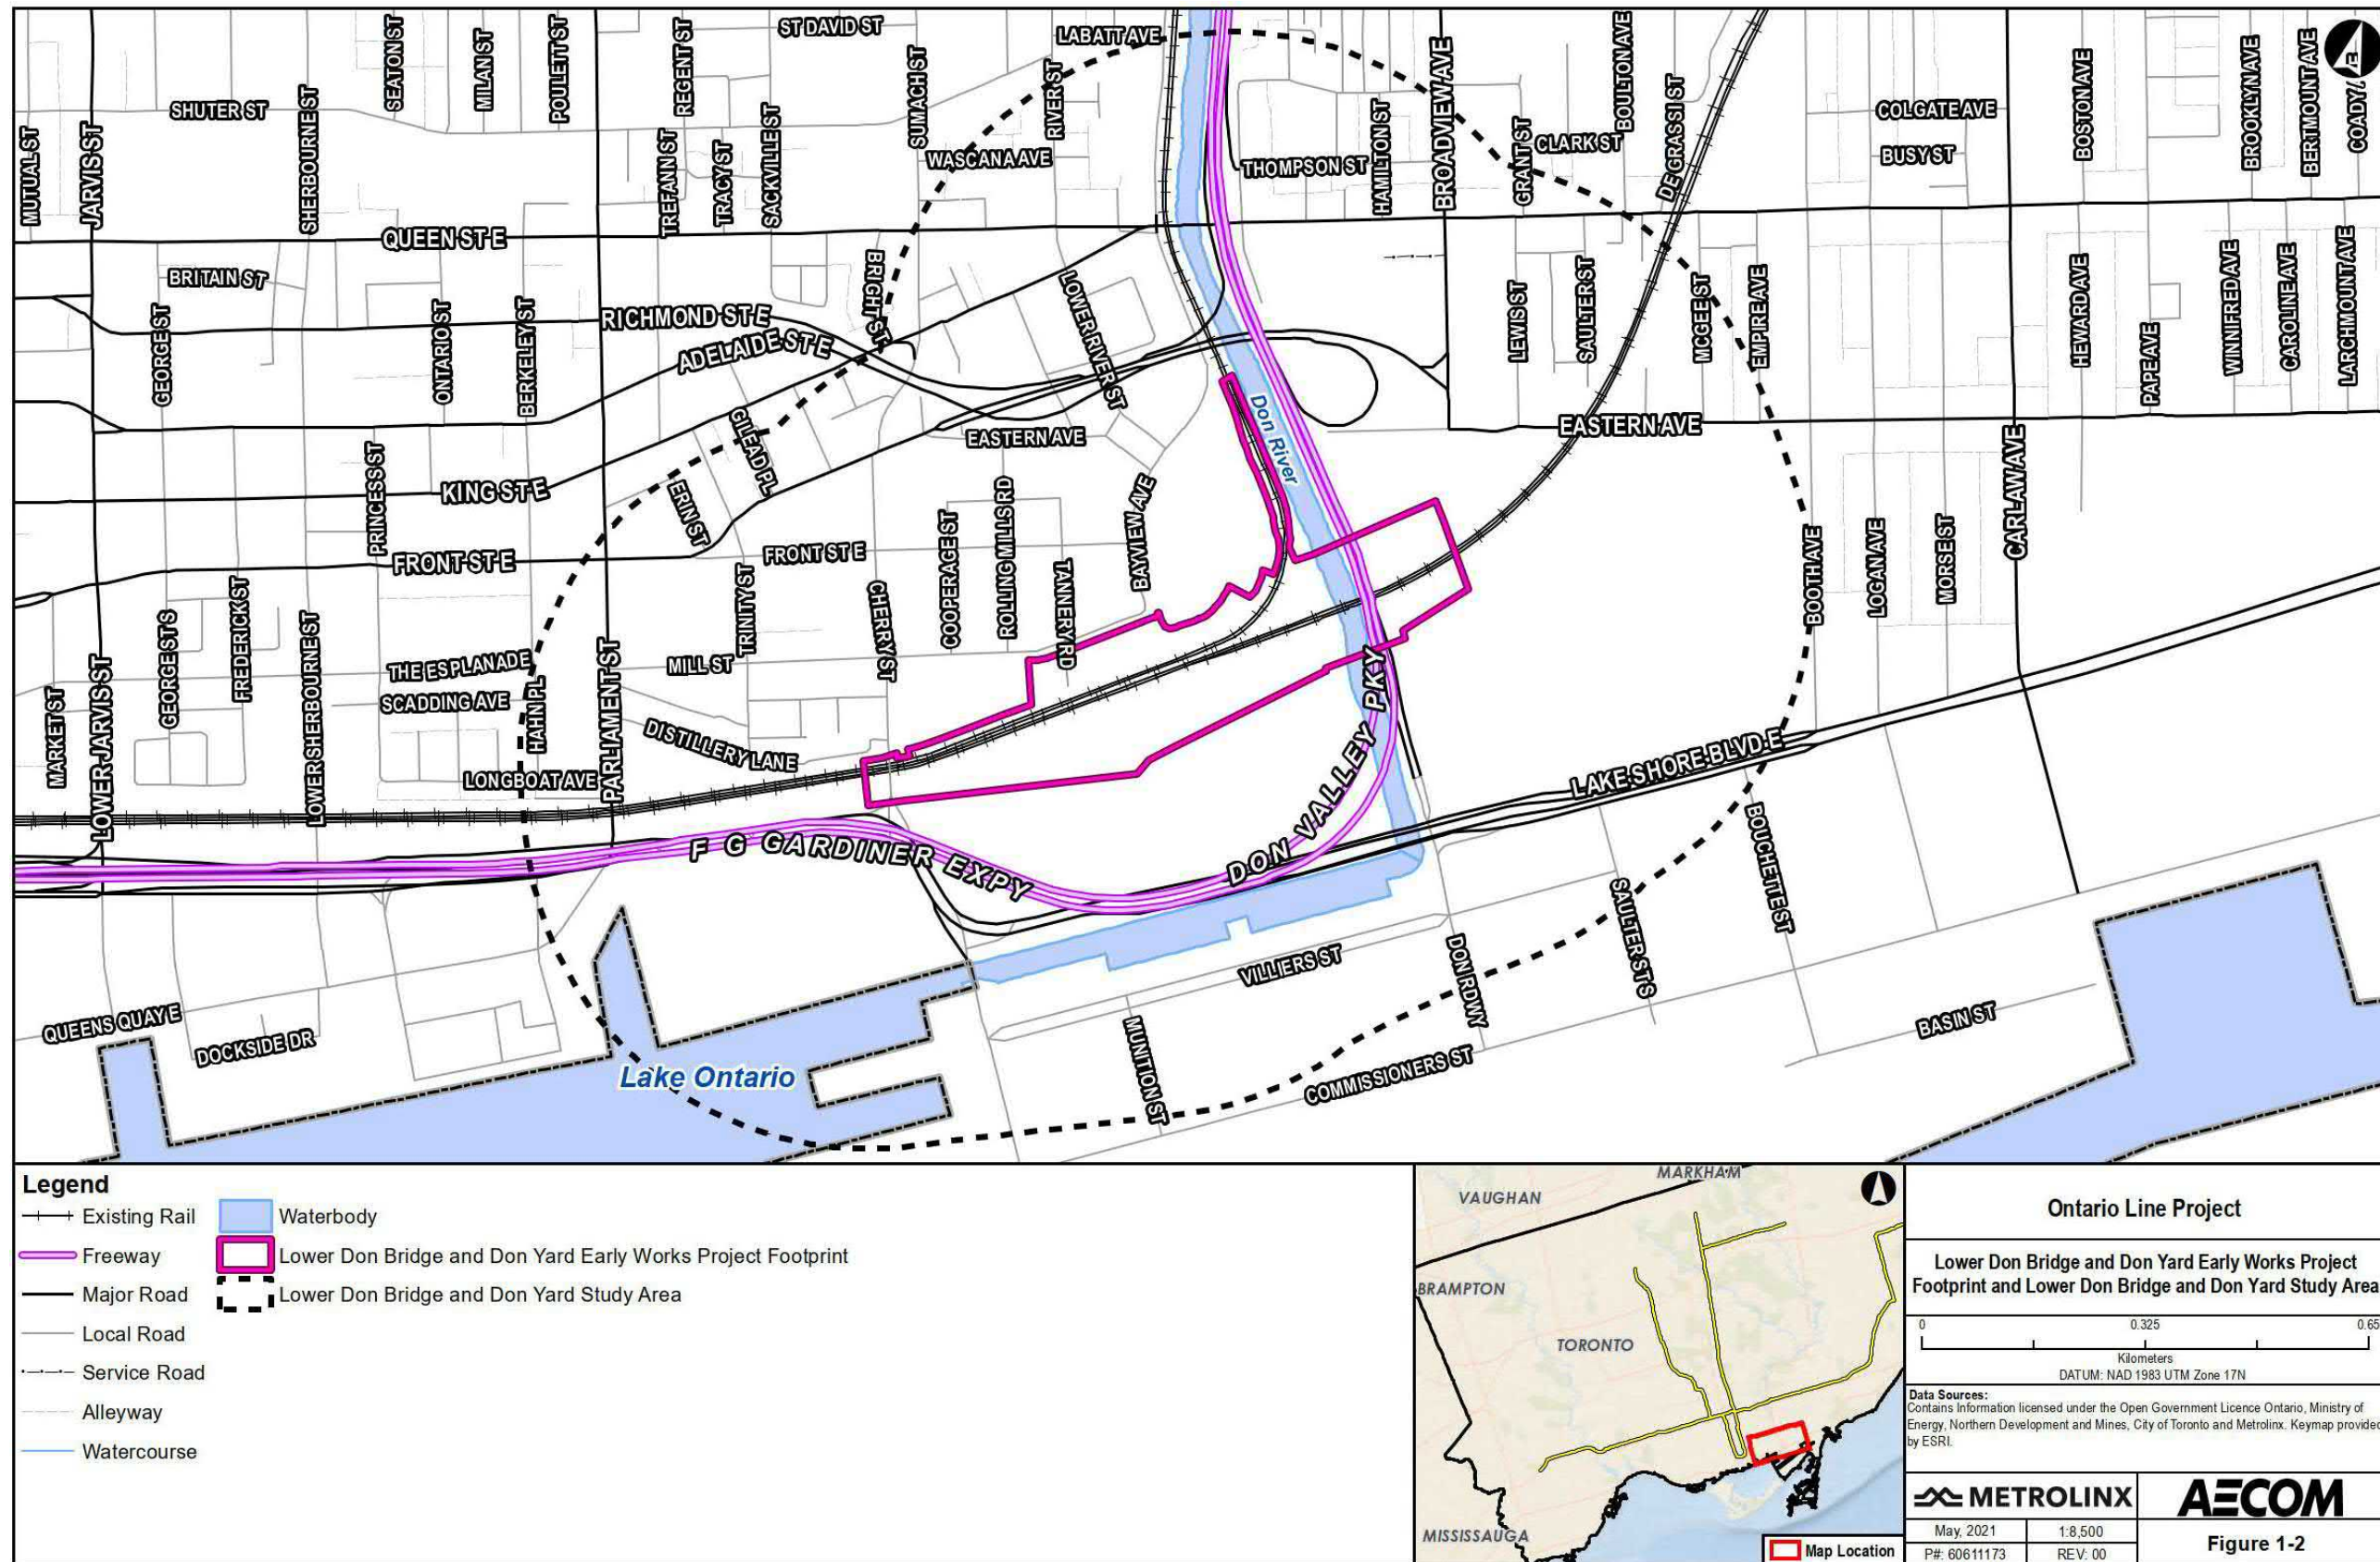 ST DAVID ST
LABATT AVE
SEATON ST
MILAN ST
POULETT ST
REGENT ST
SUMACH ST
RIVER ST
BROADVIEW AVE
BOULTON AVE
BOSTON AVE
BROOKLYN AVE
BERTMOUNT AVE
COADY AVE
SHUTER ST
MUTUAL ST
JARVIS ST
SHERBOURNE ST
TREFANN ST
TRACY ST
SACKVILLE ST
WASCANA AVE
THOMPSON ST
HAMILTON ST
GRANT ST
CLARK ST
DE GRASSI ST
COLGATE AVE
BUSY ST
QUEEN ST E
BRITAIN ST
BRIGHT ST
LOWER RIVER ST
GEORGE ST
ONTARIO ST
BERKELEY ST
RICHMOND ST E
ADELAIDE ST E
LEWIS ST
SAULTER ST
MCGEE ST
EMPIRE AVE
HEWARD AVE
PAPE AVE
WINNIFRED AVE
CAROLINE AVE
LARCHMOUNT AVE
Don River
EASTERN AVE
EASTERN AVE
GILEAD PL
PRINCESS ST
KING ST E
ERIN ST
FRONT ST E
FRONT ST E
COOPERAGE ST
ROLLING MILLS RD
TANNERY RD
BAYVIEW AVE
CARLAW AVE
BOOTH AVE
LOGAN AVE
MORSE ST
MARKET ST
LOWER JARVIS ST
GEORGE ST S
FREDERICK ST
LOWER SHERBOURNE ST
THE ESPLANADE
SCADDING AVE
HAHN PL
PARLIAMENT ST
MILL ST
TRINITY ST
CHERRY ST
DISTILLERY LANE
LONGBOAT AVE
F G GARDINER EXPY
DON VALLEY PKY
LAKE SHORE BLVD E
BOUCHETTE ST
SAULTER ST S
VILLIERS ST
DON RDWY
MUNITION ST
COMMISSIONERS ST
BASIN ST
QUEENS QUAY E
DOCKSIDE DR
Lake Ontario
Legend
Existing Rail
Freeway
Major Road
Local Road
Service Road
Alleyway
Watercourse
Waterbody
Lower Don Bridge and Don Yard Early Works Project Footprint
Lower Don Bridge and Don Yard Study Area
MARKHAM
VAUGHAN
BRAMPTON
TORONTO
MISSISSAUGA
Map Location
Ontario Line Project
Lower Don Bridge and Don Yard Early Works Project
Footprint and Lower Don Bridge and Don Yard Study Area
0 0.325 0.65
Kilometers
DATUM: NAD 1983 UTM Zone 17N
Data Sources:
Contains Information licensed under the Open Government Licence Ontario, Ministry of
Energy, Northern Development and Mines, City of Toronto and Metrolinx. Keymap provided
by ESRI.
METROLINX
AECOM
May, 2021
1:8,500
P#: 60611173
REV: 00
Figure 1-2